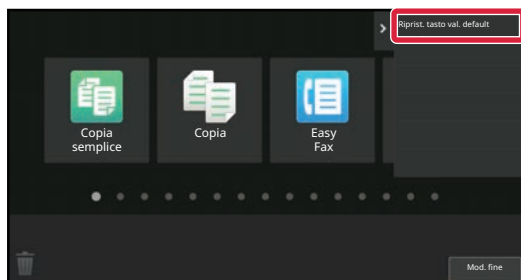 Riprist. tasto val. default
Copia
semplice
Copia
Easy
Fax
Mod. fine